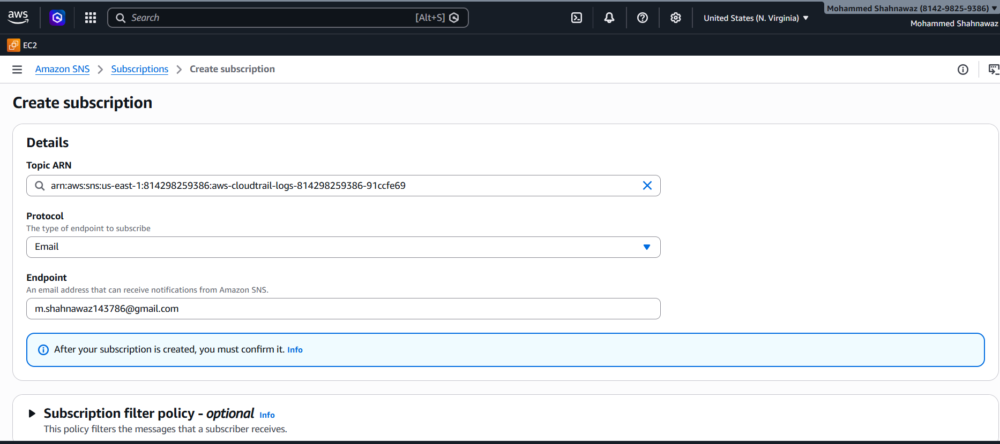 aws
Search
[Alt+S]
United States (N. Virginia)
Mohammed Shahnawaz (8142-9825-9386)
Mohammed Shahnawaz
EC2
Amazon SNS
Subscriptions
Create subscription
Create subscription
Details
Topic ARN
arn:aws:sns:us-east-1:814298259386:aws-cloudtrail-logs-814298259386-91ccfe69
Protocol
The type of endpoint to subscribe
Email
Endpoint
An email address that can receive notifications from Amazon SNS.
m.shahnawaz143786@gmail.com
After your subscription is created, you must confirm it. Info
Subscription filter policy - optional Info
This policy filters the messages that a subscriber receives.